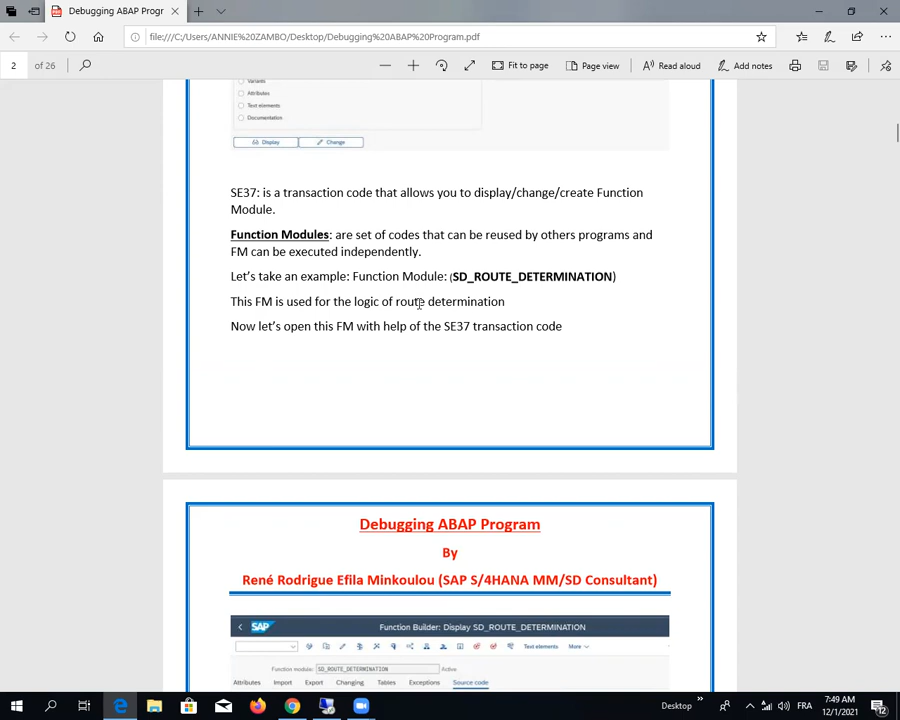 Debugging ABAP Progr
file:///C:/Users/ANNIE%20ZAMBO/Desktop/Debugging%20ABAP%20Program.pdf
2 of 26
Fit to page
Page view
Read aloud
Add notes
Variants
Attributes
Text elements
Documentation
Display
Change
SE37: is a transaction code that allows you to display/change/create Function
Module.
Function Modules: are set of codes that can be reused by others programs and
FM can be executed independently.
Let's take an example: Function Module: (SD_ROUTE_DETERMINATION)
This FM is used for the logic of route determination
Now let's open this FM with help of the SE37 transaction code
Debugging ABAP Program
By
René Rodrigue Efila Minkoulou (SAP S/4HANA MM/SD Consultant)
SAP Function Builder: Display SD_ROUTE_DETERMINATION
Text elements More
Function module: SD_ROUTE_DETERMINATION Active
Attributes Import Export Changing Tables Exceptions Source code
Desktop
FRA
7:49 AM
12/1/2021
12